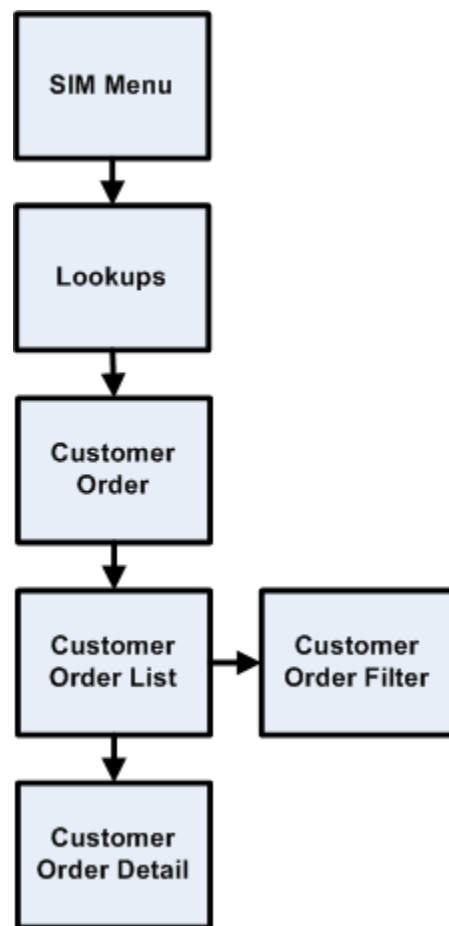 SIM Menu
Lookups
Customer
Order
Customer
Order List
Customer
Order Filter
Customer
Order Detail